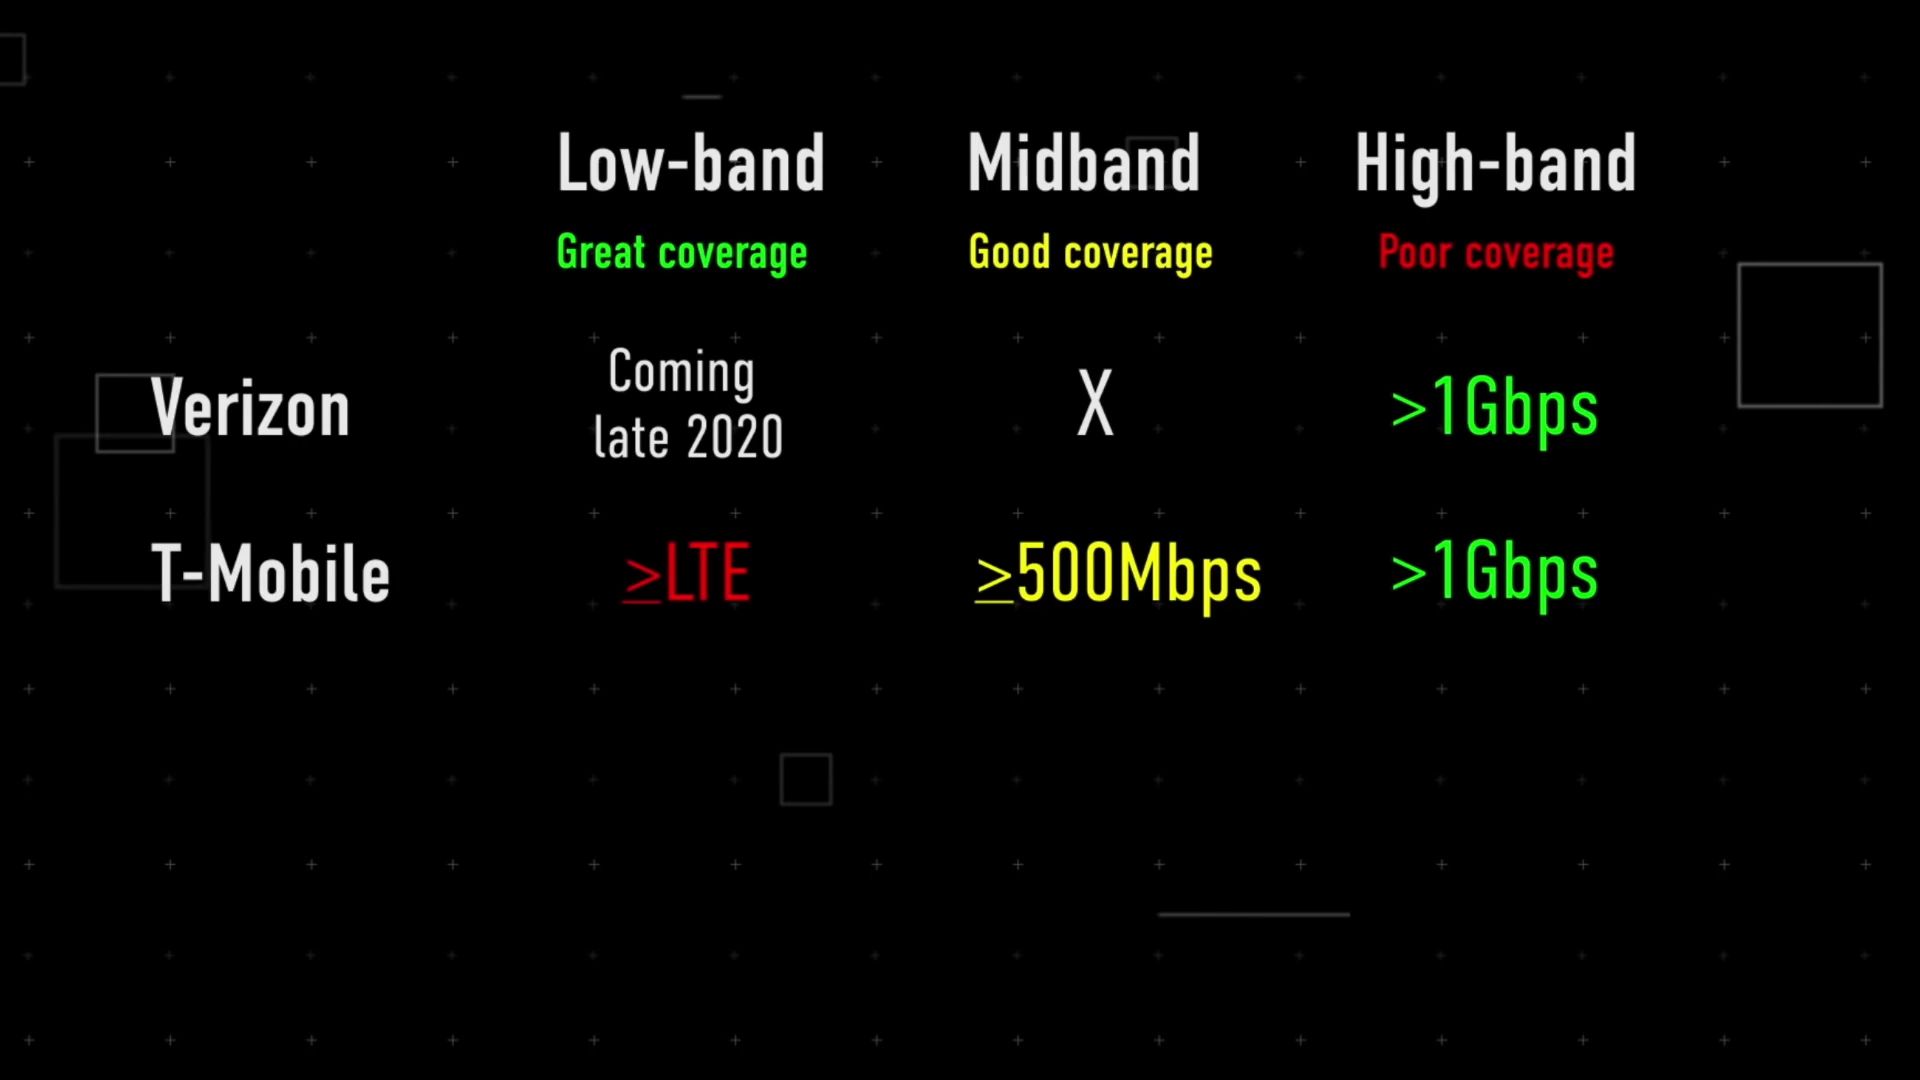 Low-band Midband High-band
Great coverage Good coverage Poor coverage
Verizon Coming late 2020 X >1Gbps
T-Mobile ≥LTE ≥500Mbps >1Gbps